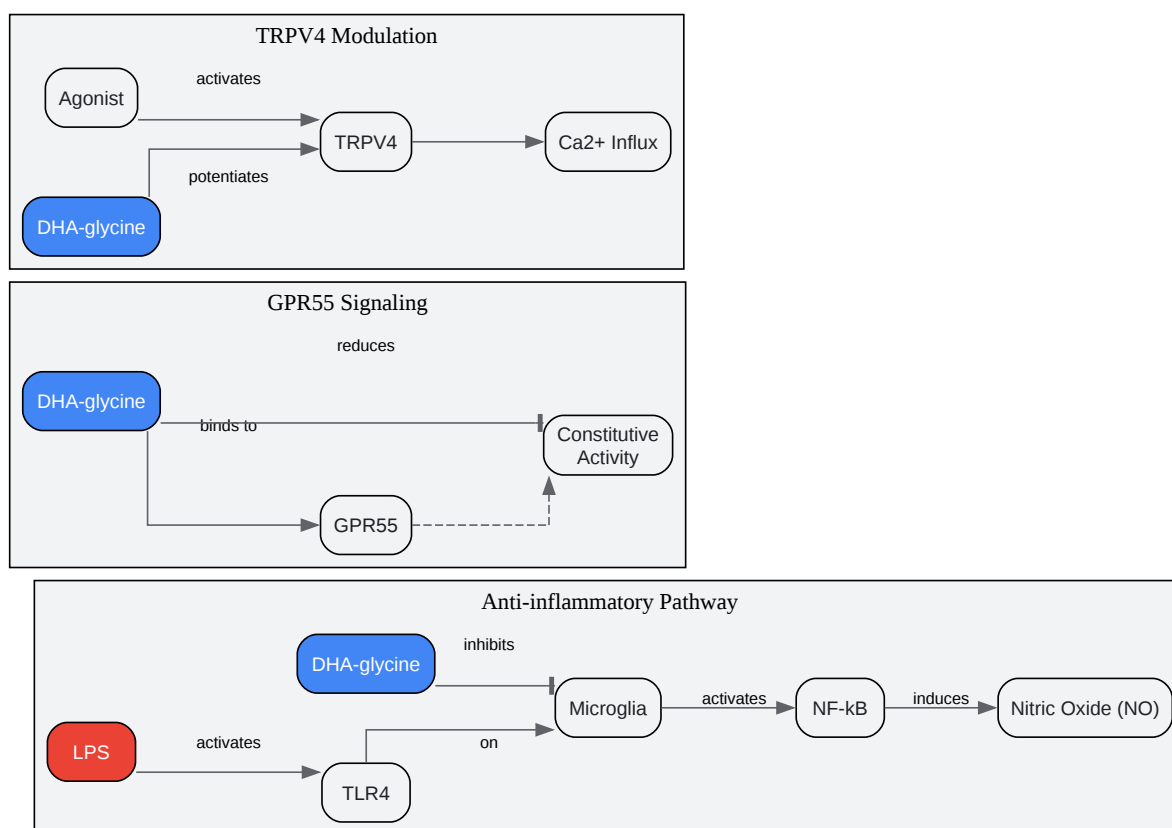 TRPV4 Modulation
activates
Agonist
TRPV4
Ca2+ Influx
potentiates
DHA-glycine
GPR55 Signaling
reduces
DHA-glycine
binds to
Constitutive
Activity
GPR55
Anti-inflammatory Pathway
inhibits
DHA-glycine
Microglia
activates
NF-kB
induces
Nitric Oxide (NO)
LPS
activates
on
TLR4